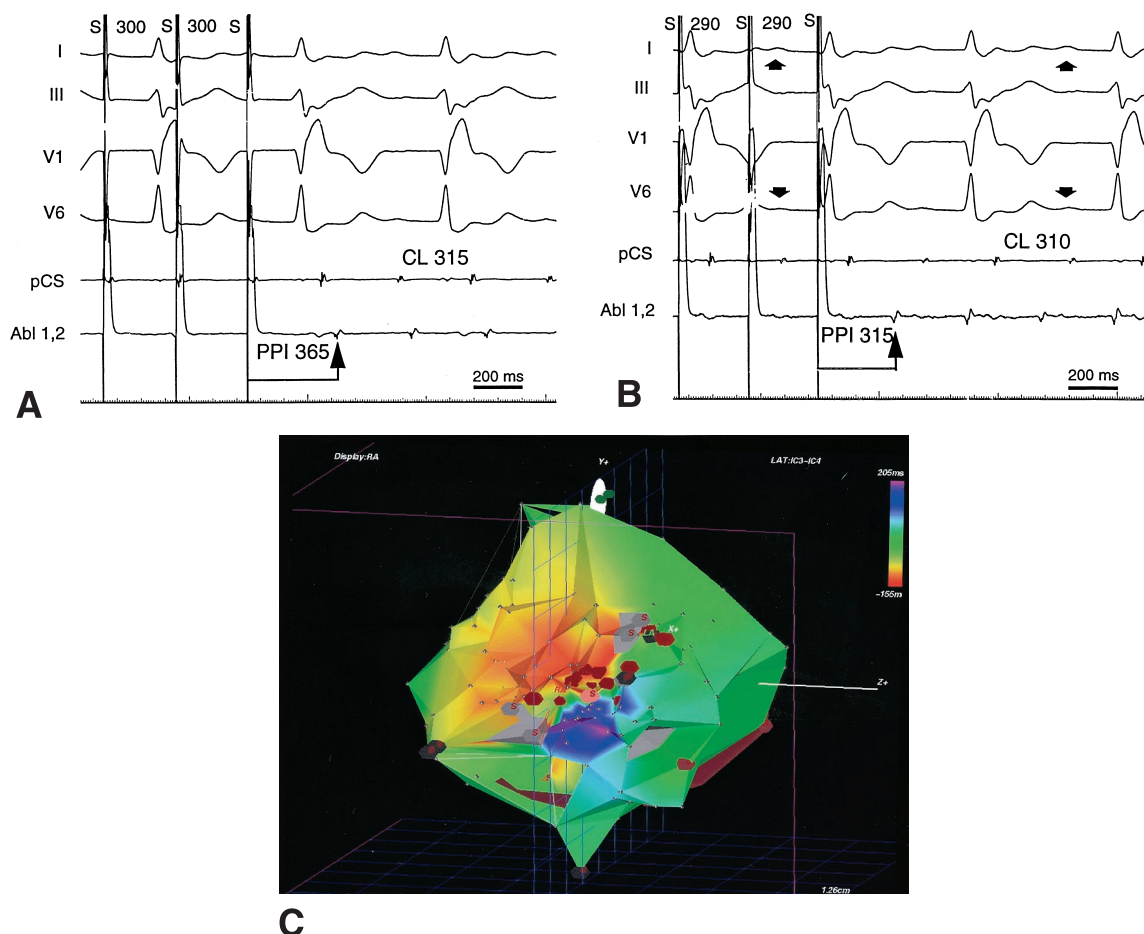 S 300 S 300 S
I
III
V1
V6
CL 315
pCS
Abl 1,2
PPI 365
200 ms
A
S 290 S 290 S
I
III
V1
V6
CL 310
pCS
Abl 1,2
PPI 315
200 ms
B
Display:RA
Y+
LAT:IC3-IC4
205ms
-155m
S
S
LA
X+
Z+
S
S
S
1.26cm
C